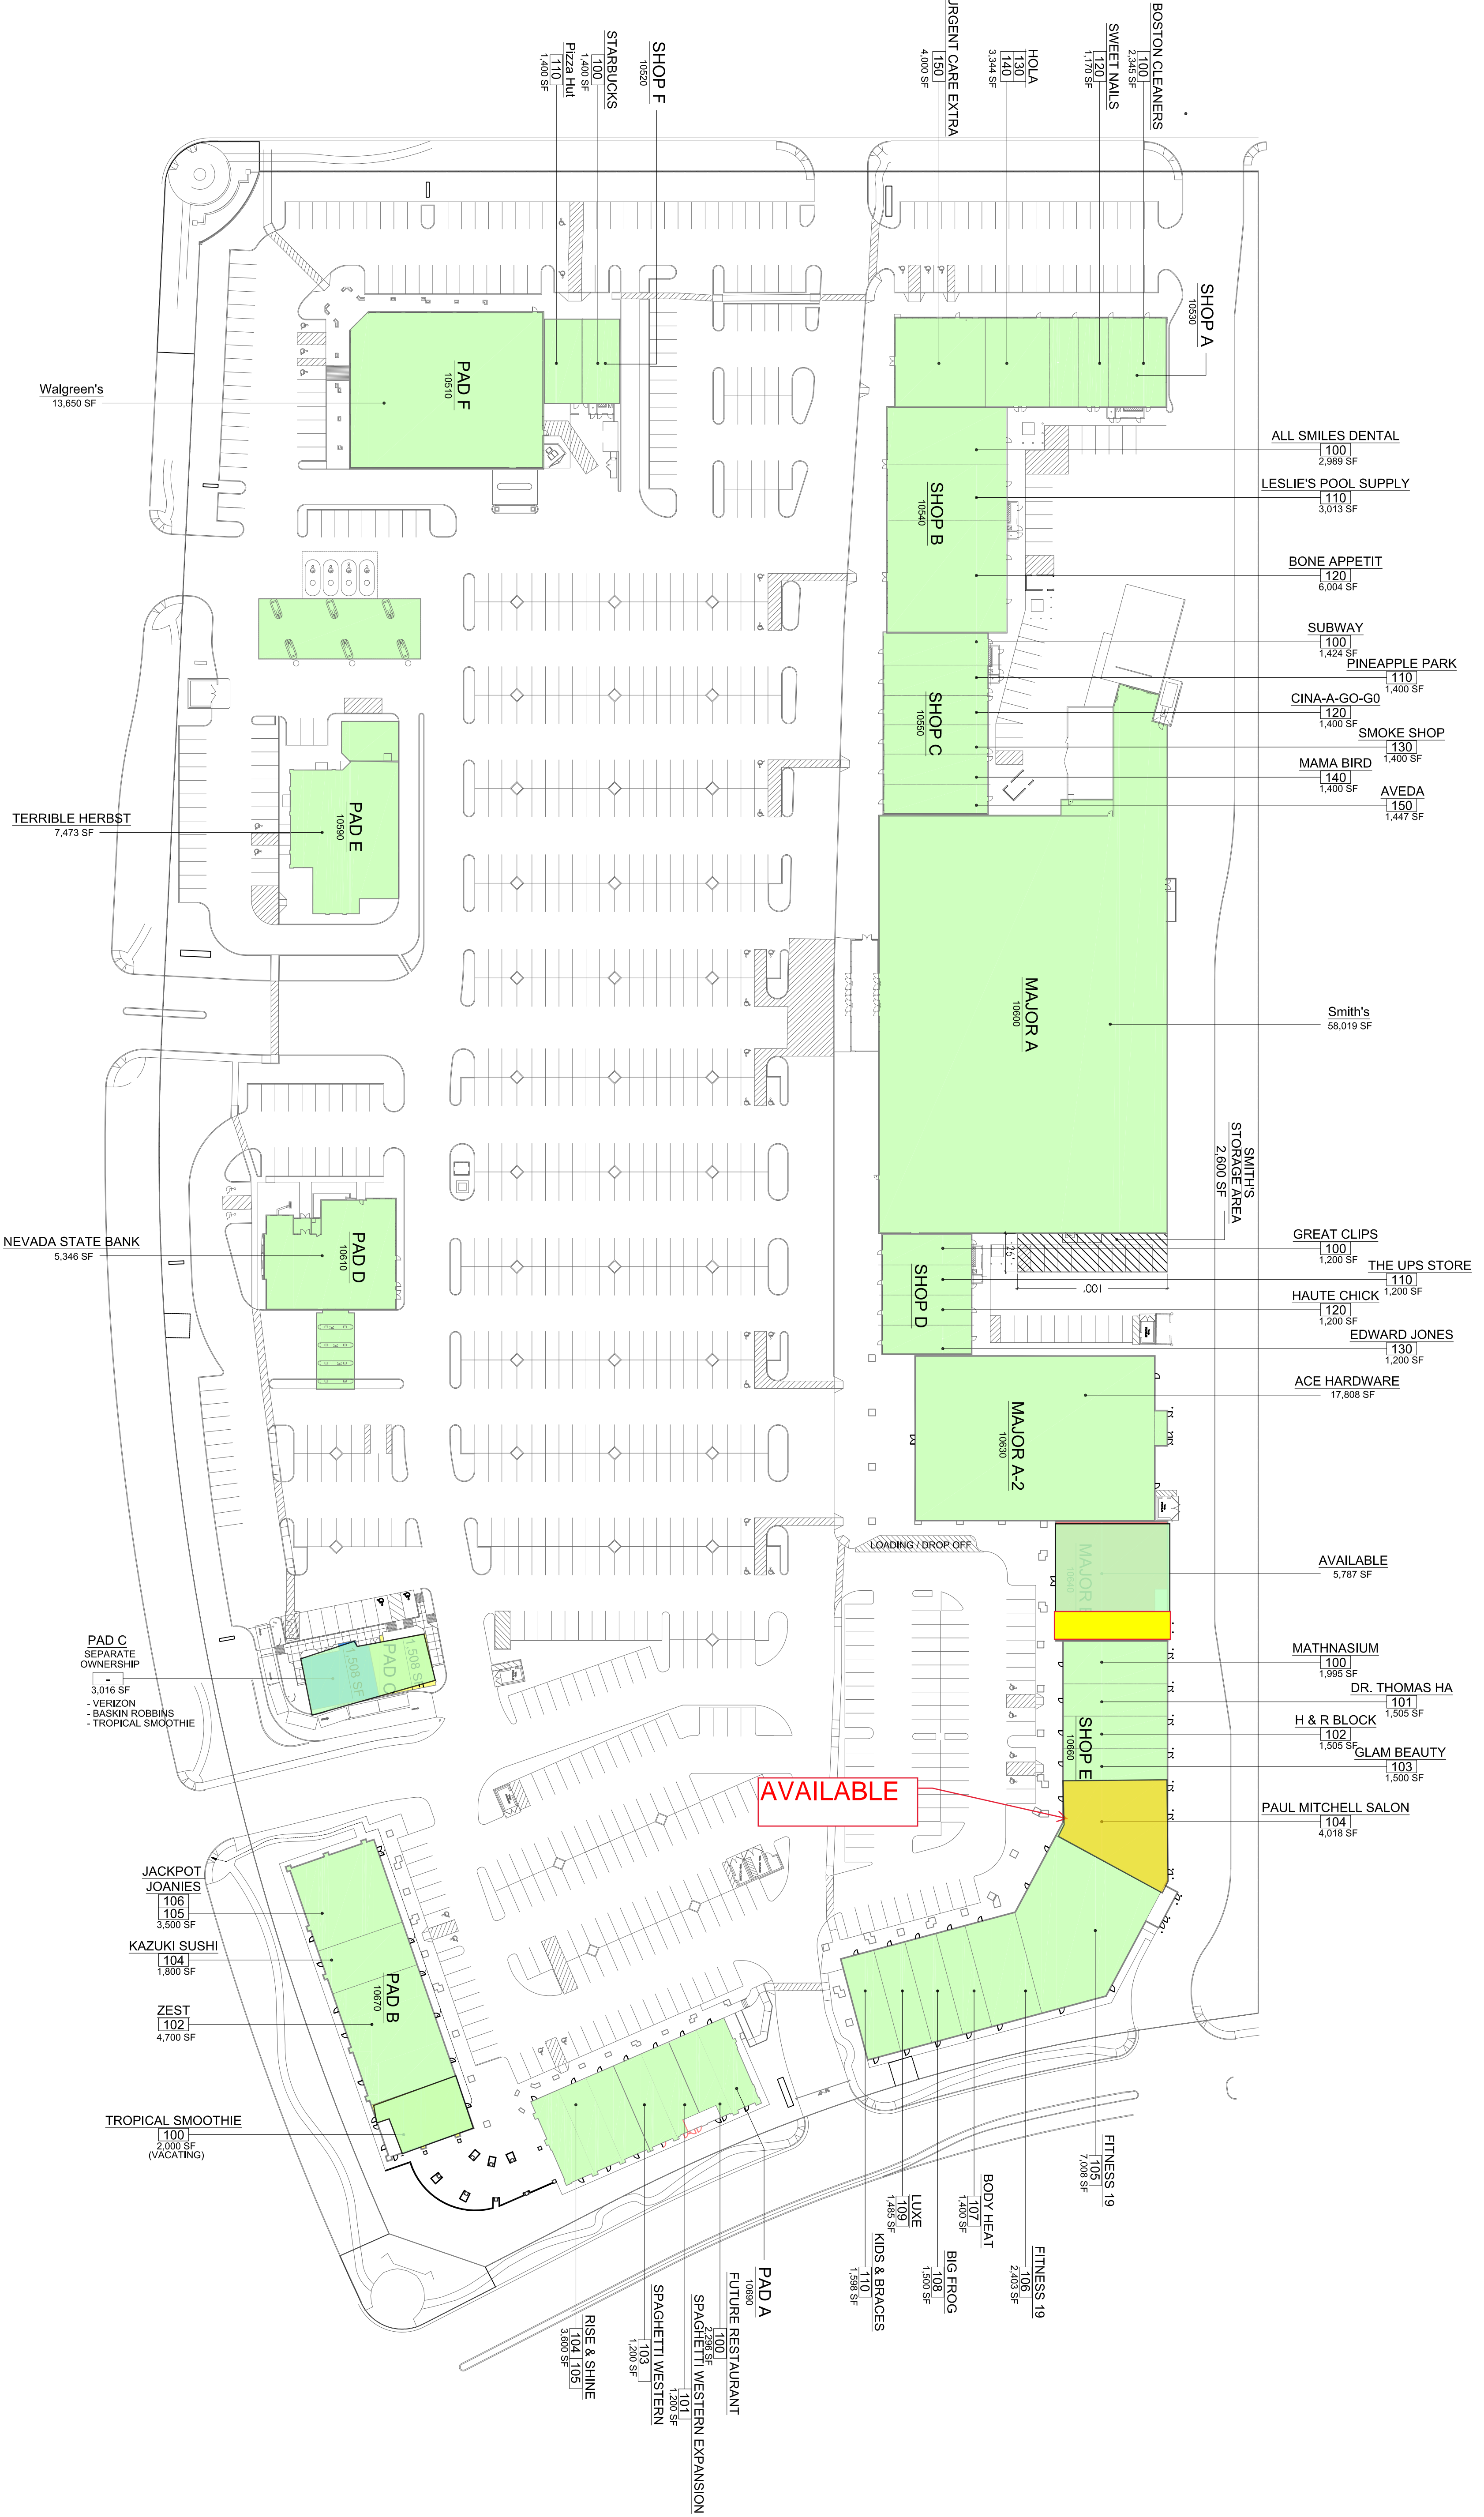 BOSTON CLEANERS
100
2,345 SF
SWEET NAILS
120
1,170 SF
HOLA
130
140
3,344 SF
URGENT CARE EXTRA
150
4,000 SF
SHOP F
10520
STARBUCKS
100
1,400 SF
Pizza Hut
110
1,400 SF
SHOP A
10530
PAD F
10510
Walgreen's
13,650 SF
ALL SMILES DENTAL
100
2,989 SF
LESLIE'S POOL SUPPLY
110
3,013 SF
BONE APPETIT
120
6,004 SF
SHOP B
10540
SUBWAY
100
1,424 SF
PINEAPPLE PARK
110
1,400 SF
CINA-A-GO-G0
120
1,400 SF
SMOKE SHOP
130
1,400 SF
MAMA BIRD
140
1,400 SF
AVEDA
150
1,447 SF
SHOP C
10550
PAD E
10590
TERRIBLE HERBST
7,473 SF
MAJOR A
10600
Smith's
58,019 SF
SMITH'S
STORAGE AREA
2,600 SF
26'
100'
PAD D
10610
NEVADA STATE BANK
5,346 SF
GREAT CLIPS
100
1,200 SF
THE UPS STORE
110
1,200 SF
HAUTE CHICK
120
1,200 SF
EDWARD JONES
130
1,200 SF
SHOP D
ACE HARDWARE
17,808 SF
MAJOR A-2
10630
LOADING / DROP OFF
MAJOR
10640
AVAILABLE
5,787 SF
PAD C
SEPARATE
OWNERSHIP
-
3,016 SF
- VERIZON
- BASKIN ROBBINS
- TROPICAL SMOOTHIE
1,508 SF
PAD C
1,508 SF
MATHNASIUM
100
1,995 SF
DR. THOMAS HA
101
1,505 SF
H & R BLOCK
102
1,505 SF
GLAM BEAUTY
103
1,500 SF
SHOP E
10660
AVAILABLE
PAUL MITCHELL SALON
104
4,018 SF
JACKPOT
JOANIES
106
105
3,500 SF
KAZUKI SUSHI
104
1,800 SF
ZEST
102
4,700 SF
PAD B
10670
TROPICAL SMOOTHIE
100
2,000 SF
(VACATING)
FITNESS 19
105
7,008 SF
FITNESS 19
106
2,403 SF
BODY HEAT
107
1,400 SF
BIG FROG
108
1,500 SF
LUXE
109
1,485 SF
KIDS & BRACES
110
1,598 SF
PAD A
10690
FUTURE RESTAURANT
100
2,296 SF
SPAGHETTI WESTERN EXPANSION
101
1,200 SF
SPAGHETTI WESTERN
103
1,200 SF
RISE & SHINE
104 105
3,600 SF